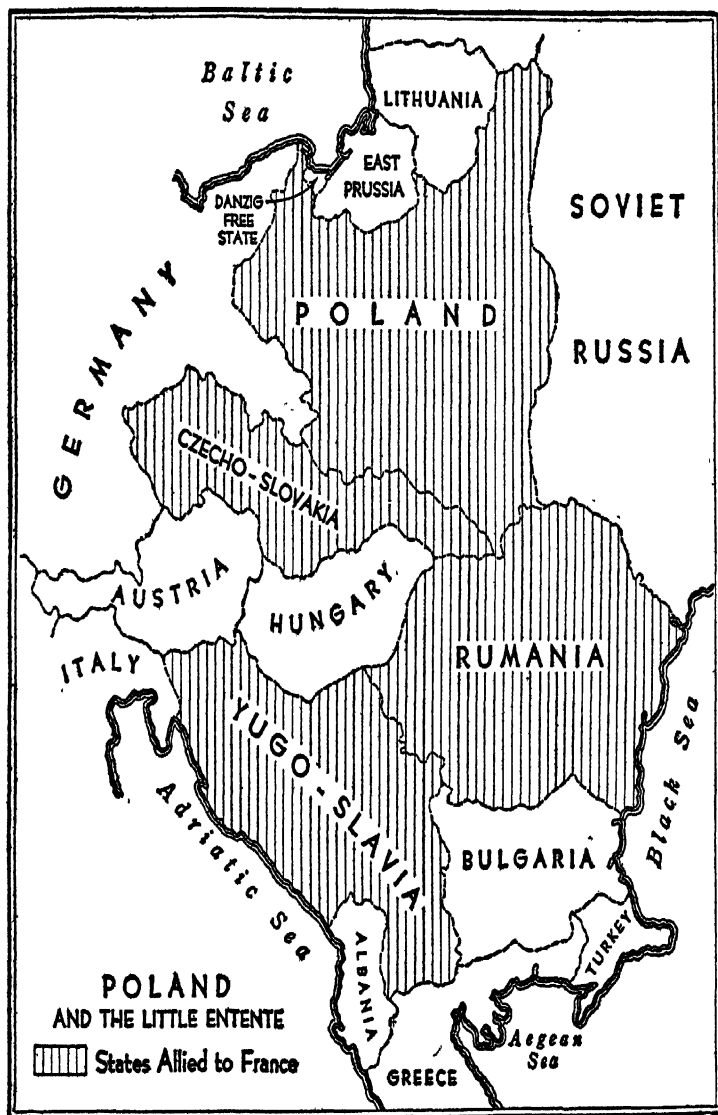 Baltic
Sea
LITHUANIA
EAST
PRUSSIA
DANZIG
FREE
STATE
SOVIET
RUSSIA
GERMANY
POLAND
CZECHO-SLOVAKIA
AUSTRIA
HUNGARY
ITALY
RUMANIA
YUGO-SLAVIA
Adriatic Sea
Black Sea
BULGARIA
TURKEY
ALBANIA
GREECE
Aegean
Sea
POLAND
AND THE LITTLE ENTENTE
States Allied to France